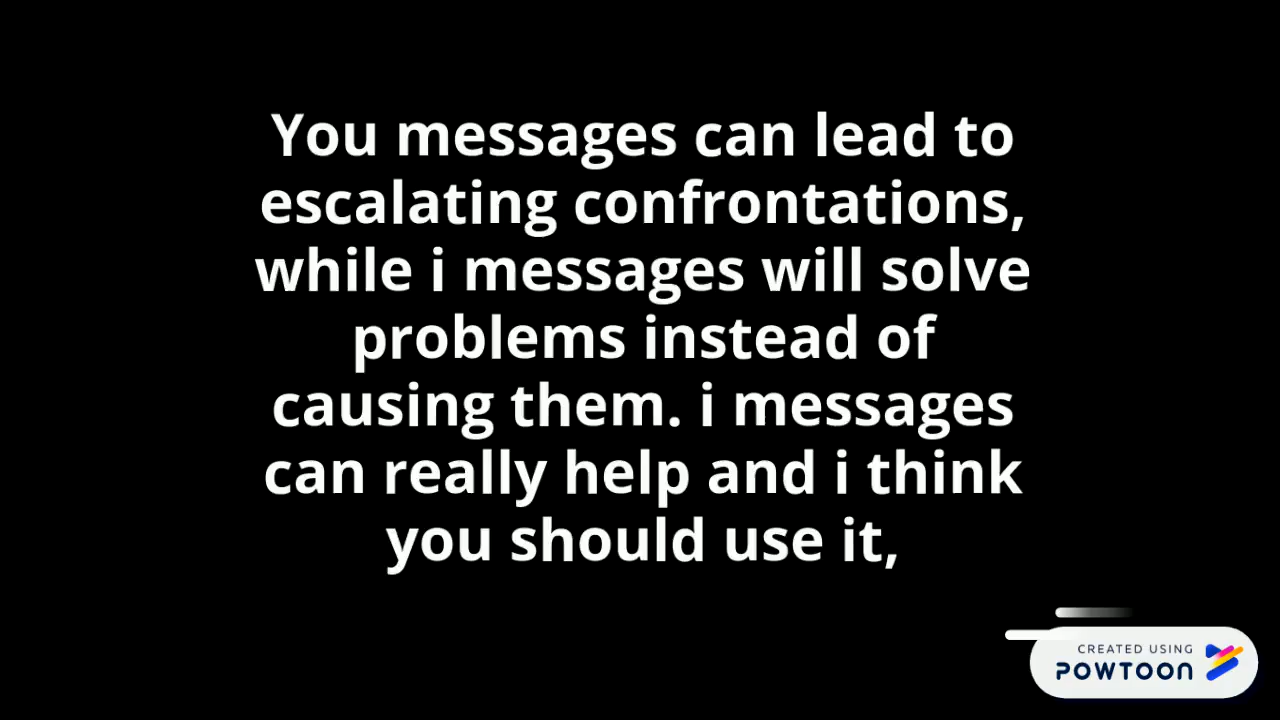 You messages can lead to
escalating confrontations,
while i messages will solve
problems instead of
causing them. i messages
can really help and i think
you should use it,
CREATED USING
POWTOON